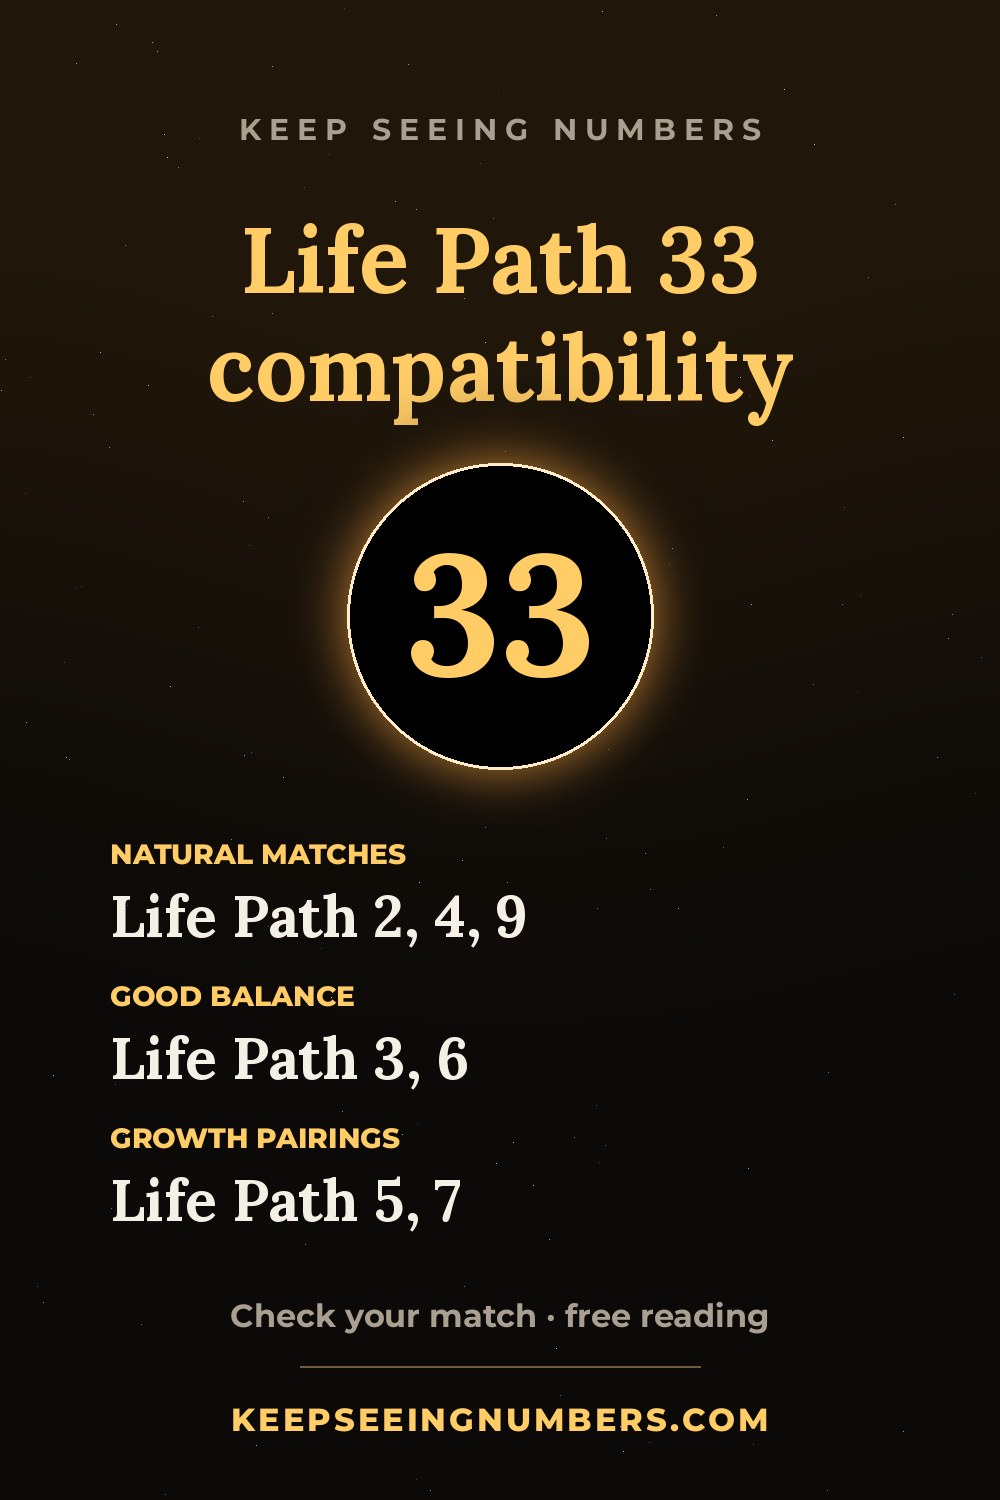 KEEP SEEING NUMBERS
Life Path 33
compatibility
33
NATURAL MATCHES
Life Path 2, 4, 9
GOOD BALANCE
Life Path 3, 6
GROWTH PAIRINGS
Life Path 5, 7
Check your match · free reading
KEEPSEEINGNUMBERS.COM